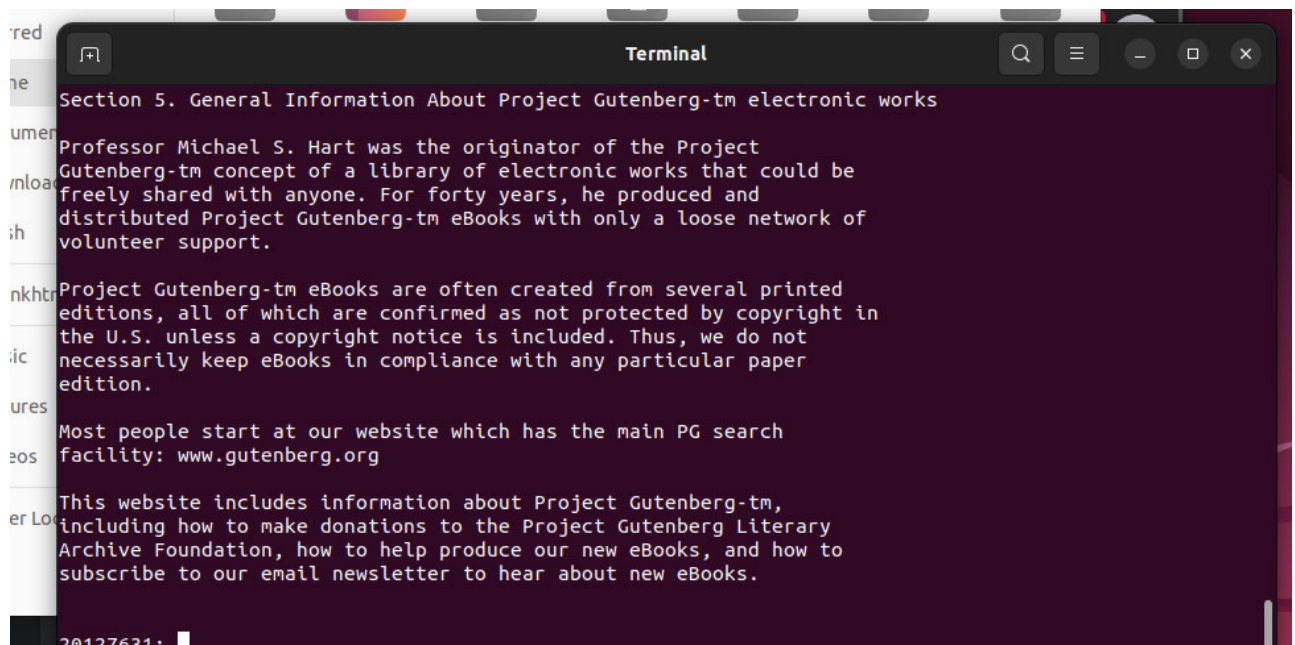 Terminal
Section 5. General Information About Project Gutenberg-tm electronic works
Professor Michael S. Hart was the originator of the Project
Gutenberg-tm concept of a library of electronic works that could be
freely shared with anyone. For forty years, he produced and
distributed Project Gutenberg-tm eBooks with only a loose network of
volunteer support.
Project Gutenberg-tm eBooks are often created from several printed
editions, all of which are confirmed as not protected by copyright in
the U.S. unless a copyright notice is included. Thus, we do not
necessarily keep eBooks in compliance with any particular paper
edition.
Most people start at our website which has the main PG search
facility: www.gutenberg.org
This website includes information about Project Gutenberg-tm,
including how to make donations to the Project Gutenberg Literary
Archive Foundation, how to help produce our new eBooks, and how to
subscribe to our email newsletter to hear about new eBooks.
20127631: